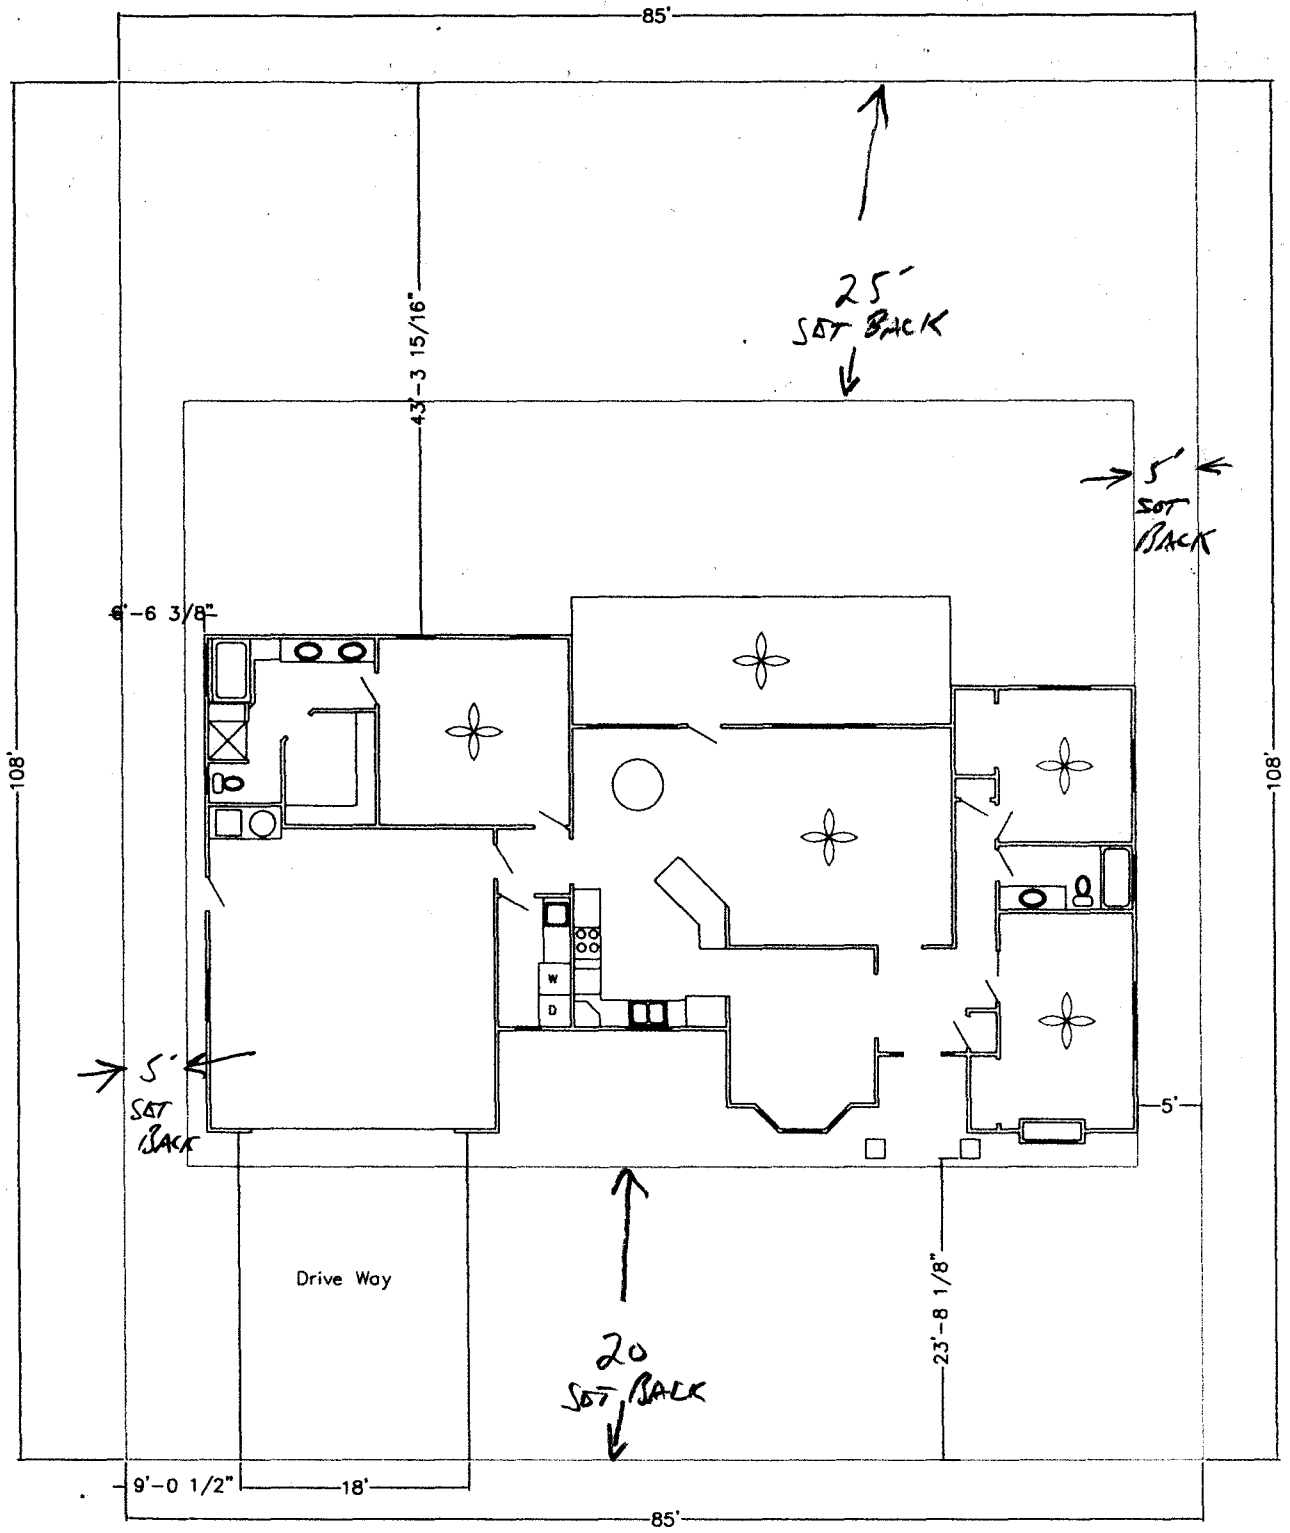 85'
25'
SET BACK
43'-3 15/16"
5'
SET
BACK
6'-6 3/8"
108'
108'
W
D
5'
SET
BACK
5'
Drive Way
23'-8 1/8"
20
SET BACK
9'-0 1/2"
18'
85'